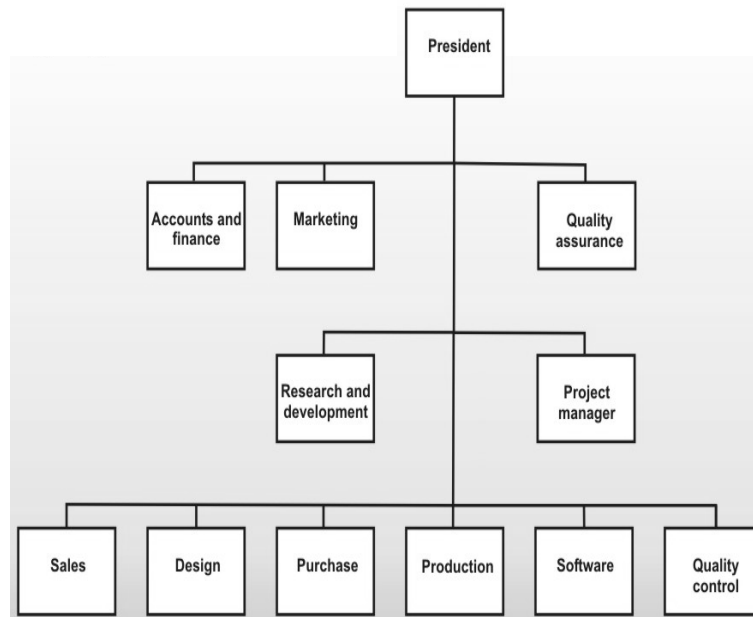 President
Accounts and
finance
Marketing
Quality
assurance
Research and
development
Project
manager
Sales
Design
Purchase
Production
Software
Quality
control